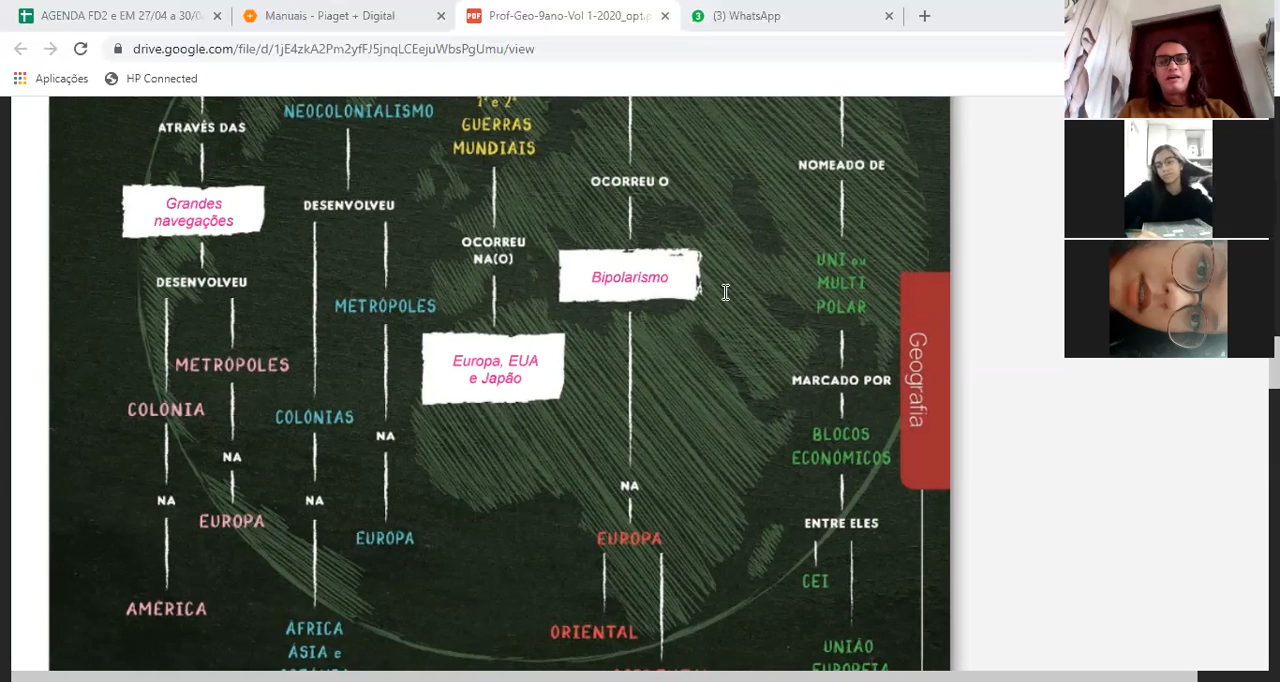 AGENDA FD2 e EM 27/04 a 30/0
Manuais - Piaget + Digital
Prof-Geo-9ano-Vol 1-2020_opt.p
(3) WhatsApp
drive.google.com/file/d/1jE4zkA2Pm2yfFJ5jnqLCEejuWbsPgUmu/view
Aplicações
HP Connected
ATRAVÉS DAS
Grandes
navegações
DESENVOLVEU
METRÓPOLES
COLÔNIA
NA
EUROPA
NA
AMÉRICA
NEOCOLONIALISMO
DESENVOLVEU
METRÓPOLES
COLÔNIAS
NA
EUROPA
NA
ÁFRICA
ÁSIA e
1ª e 2ª
GUERRAS
MUNDIAIS
OCORREU
NA(O)
Europa, EUA
e Japão
OCORREU O
Bipolarismo
NA
EUROPA
ORIENTAL
NOMEADO DE
UNI ou
MULTI
POLAR
MARCADO POR
BLOCOS
ECONÔMICOS
ENTRE ELES
CEI
UNIÃO
EUROPEIA
Geografia